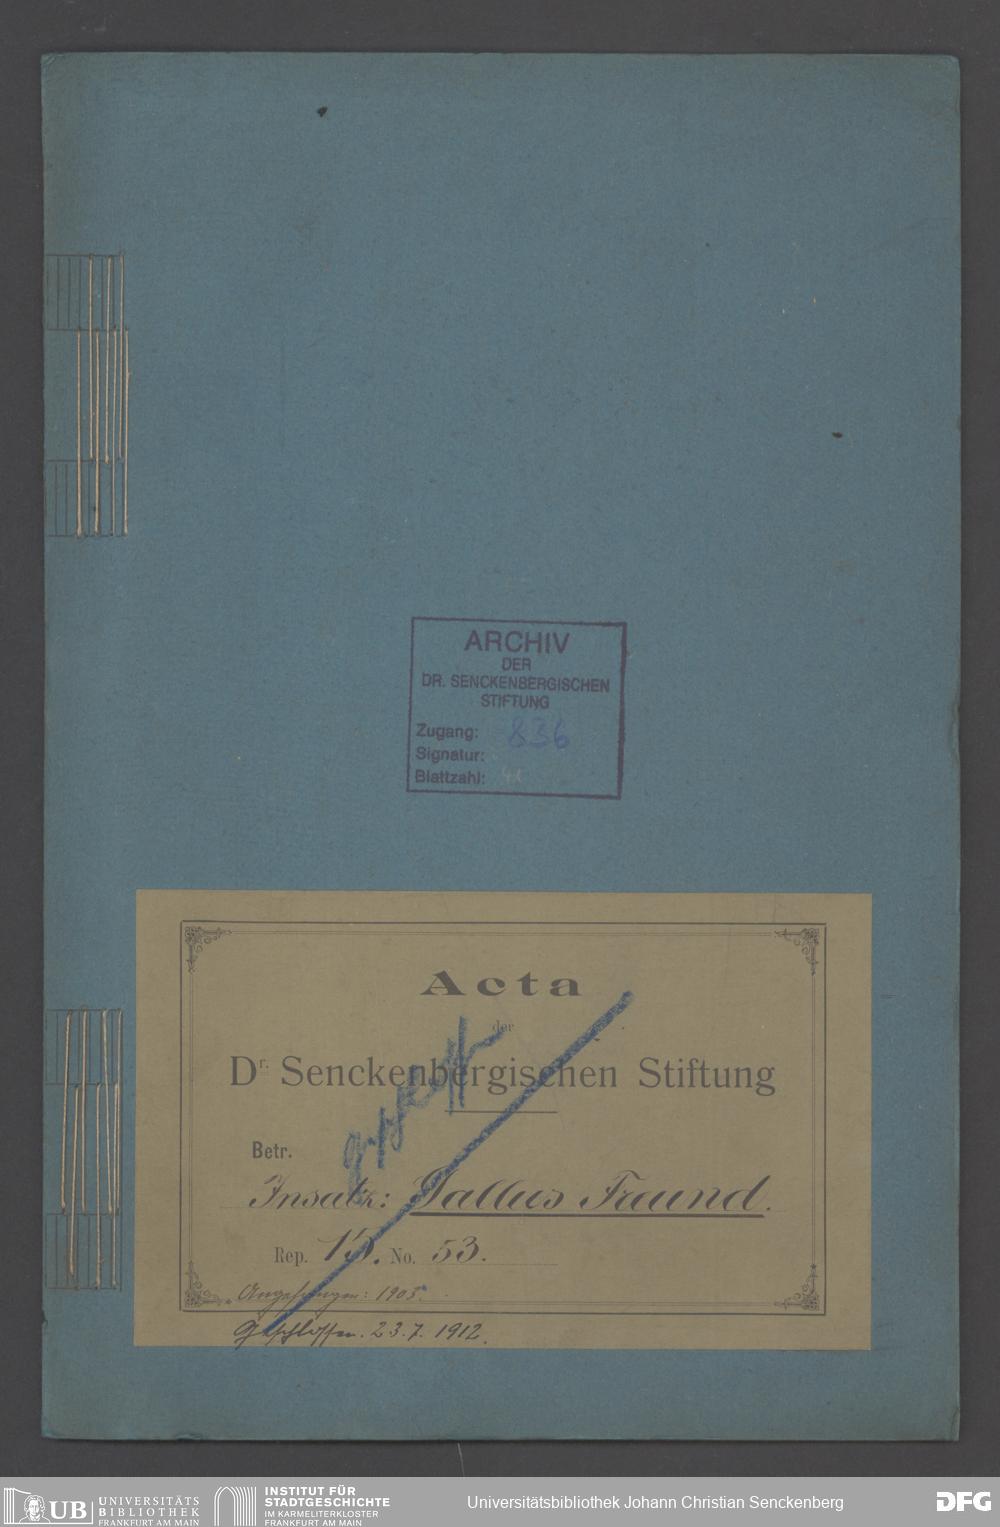 ARCHIV
DER
DR. SENCKENBERGISCHEN
STIFTUNG
Zugang: 836
Signatur:
Blattzahl: 41
Acta
der
Dr. Senckenbergischen Stiftung
Betr.
Insatz: Freund.
Rep. 15. No. 53.
Angefangen: 1905.
Geschlossen. 23.7.1912.
UB UNIVERSITÄTS
BIBLIOTHEK
FRANKFURT AM MAIN
INSTITUT FÜR
STADTGESCHICHTE
IM KARMELITERKLOSTER
FRANKFURT AM MAIN
Universitätsbibliothek Johann Christian Senckenberg
DFG